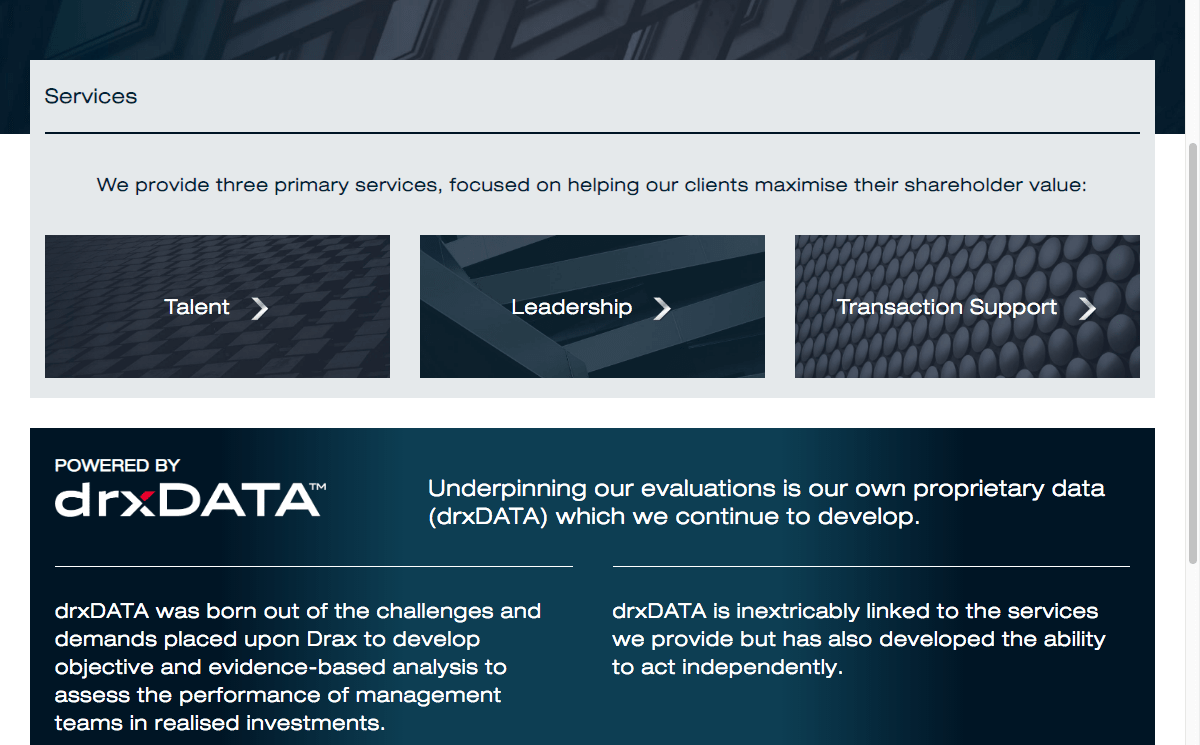 Services
We provide three primary services, focused on helping our clients maximise their shareholder value:
Talent
Leadership
Transaction Support
POWERED BY
drxDATA™
Underpinning our evaluations is our own proprietary data
(drxDATA) which we continue to develop.
drxDATA was born out of the challenges and
demands placed upon Drax to develop
objective and evidence-based analysis to
assess the performance of management
teams in realised investments.
drxDATA is inextricably linked to the services
we provide but has also developed the ability
to act independently.